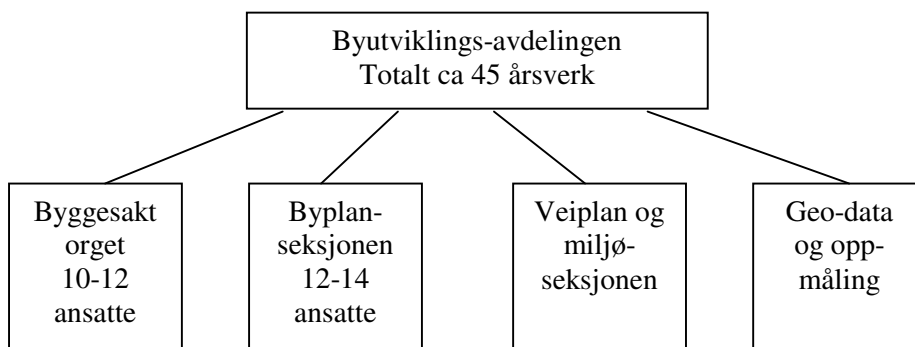 Byutviklings-avdelingen
Totalt ca 45 årsverk
Byggesakt
orget
10-12
ansatte
Byplan-
seksjonen
12-14
ansatte
Veiplan og
miljø-
seksjonen
Geo-data
og opp-
måling